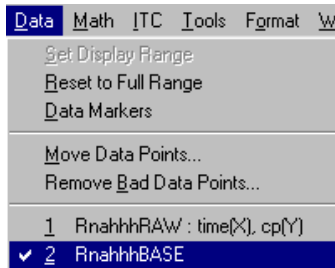 Data Math ITC Tools Format W
Set Display Range
Reset to Full Range
Data Markers
Move Data Points...
Remove Bad Data Points...
1 RnahhhRAW : time(X), cp(Y)
✔ 2 RnahhhBASE